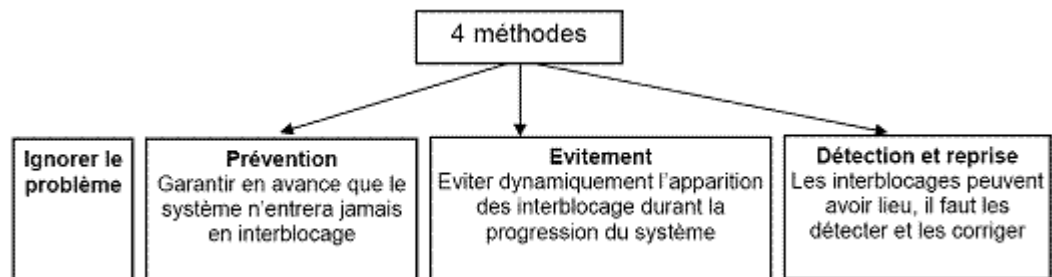 4 méthodes
Ignorer le
problème
Prévention
Garantir en avance que le
système n'entrera jamais
en interblocage
Evitement
Eviter dynamiquement l'apparition
des interblocage durant la
progression du système
Détection et reprise
Les interblocages peuvent
avoir lieu, il faut les
détecter et les corriger